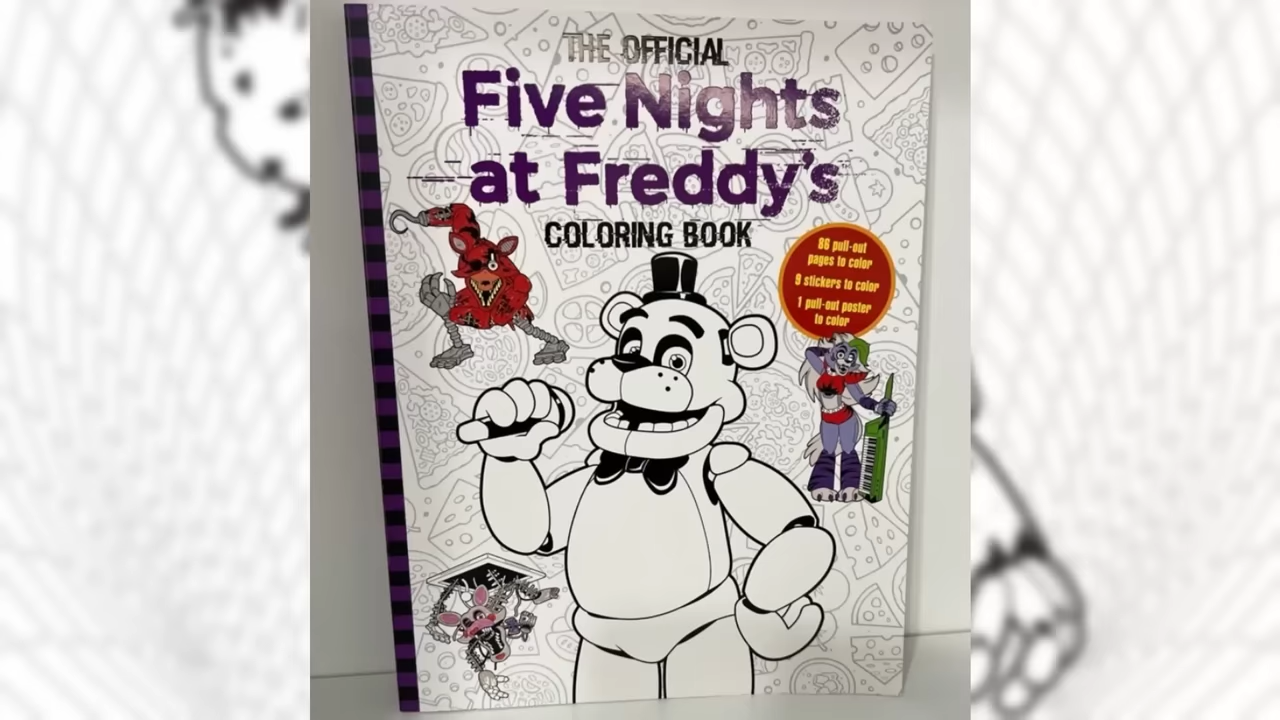 THE OFFICIAL
Five Nights
at Freddy's
COLORING BOOK
86 pull-out
pages to color
9 stickers to color
1 pull-out poster
to color